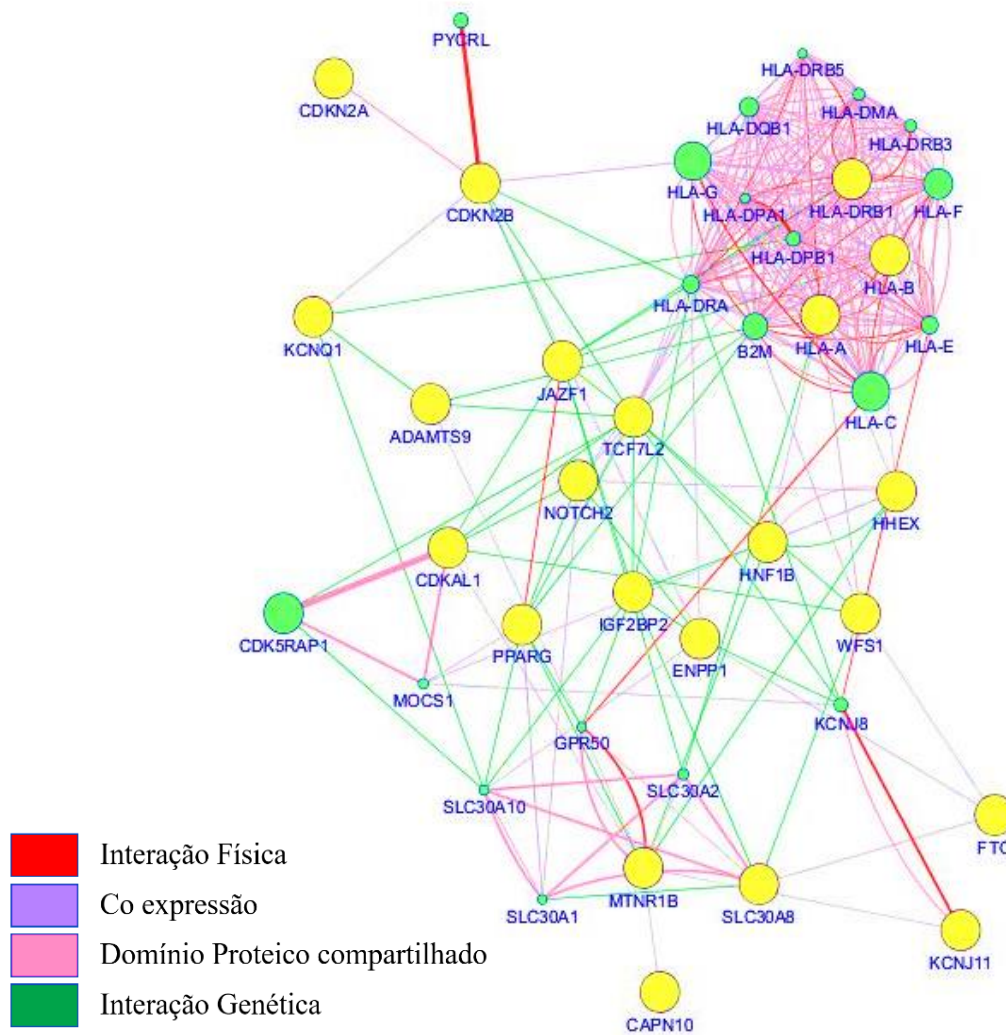 PYCRL
CDKN2A
CDKN2B
HLA-DRB5
HLA-DMA
HLA-DQB1
HLA-DRB3
HLA-G
HLA-DPA1
HLA-DRB1
HLA-F
HLA-DPB1
HLA-B
HLA-DRA
B2M
HLA-A
HLA-E
KCNQ1
JAZF1
HLA-C
ADAMTS9
TCF7L2
NOTCH2
HHEX
HNF1B
CDKAL1
IGF2BP2
CDK5RAP1
PPARG
ENPP1
WFS1
MOCS1
KCNJ8
GPR50
SLC30A2
SLC30A10
FTO
MTNR1B
SLC30A8
SLC30A1
KCNJ11
CAPN10
Interação Física
Co expressão
Domínio Proteico compartilhado
Interação Genética